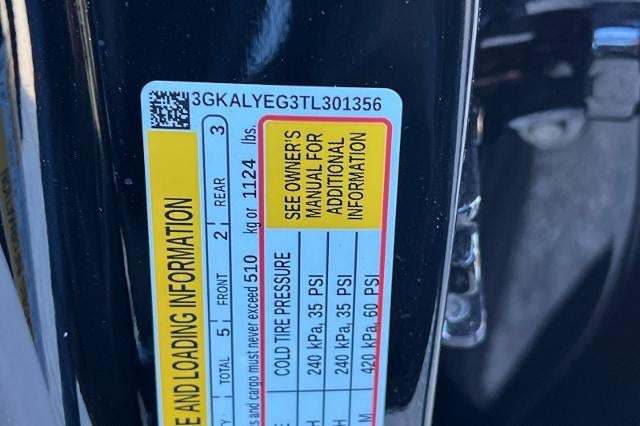 3GKALYEG3TL301356
E AND LOADING INFORMATION
TOTAL 5 FRONT 2 REAR 3
s and cargo must never exceed 510 kg or 1124 lbs.
COLD TIRE PRESSURE
SEE OWNER'S
MANUAL FOR
ADDITIONAL
INFORMATION
H 240 kPa, 35 PSI
H 240 kPa, 35 PSI
M 420 kPa, 60 PSI